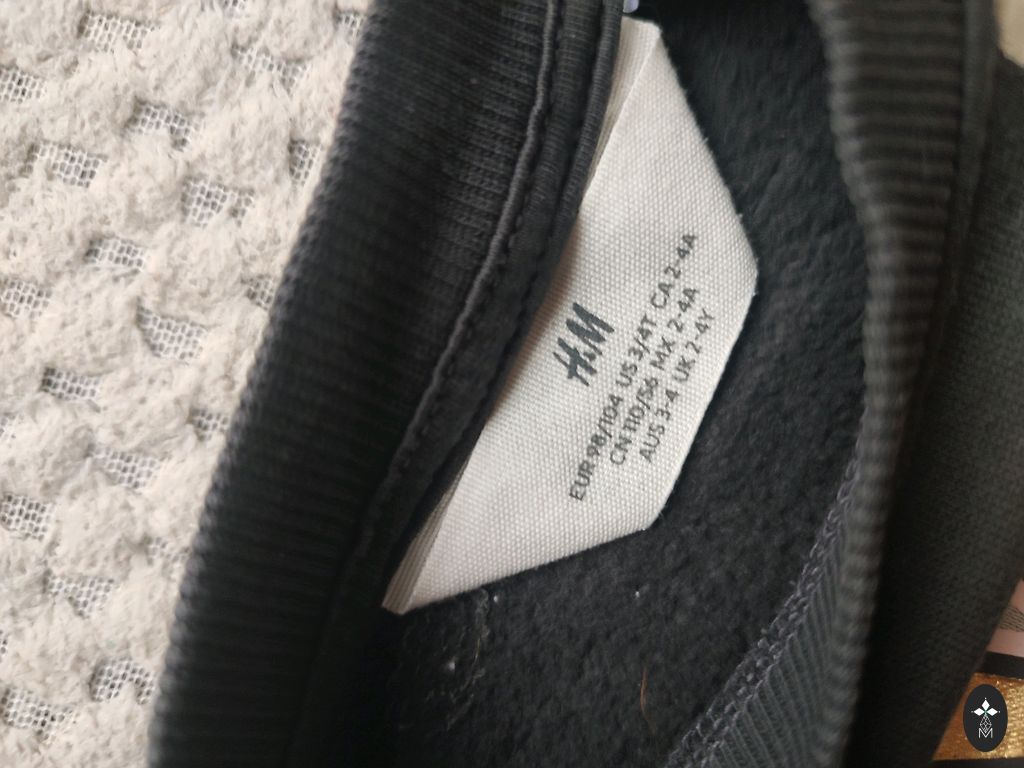 H&M
EUR 98/104 US 3/4T CA 2-4A
CN 110/56 MX 2-4A
AUS 3-4 UK 2-4Y